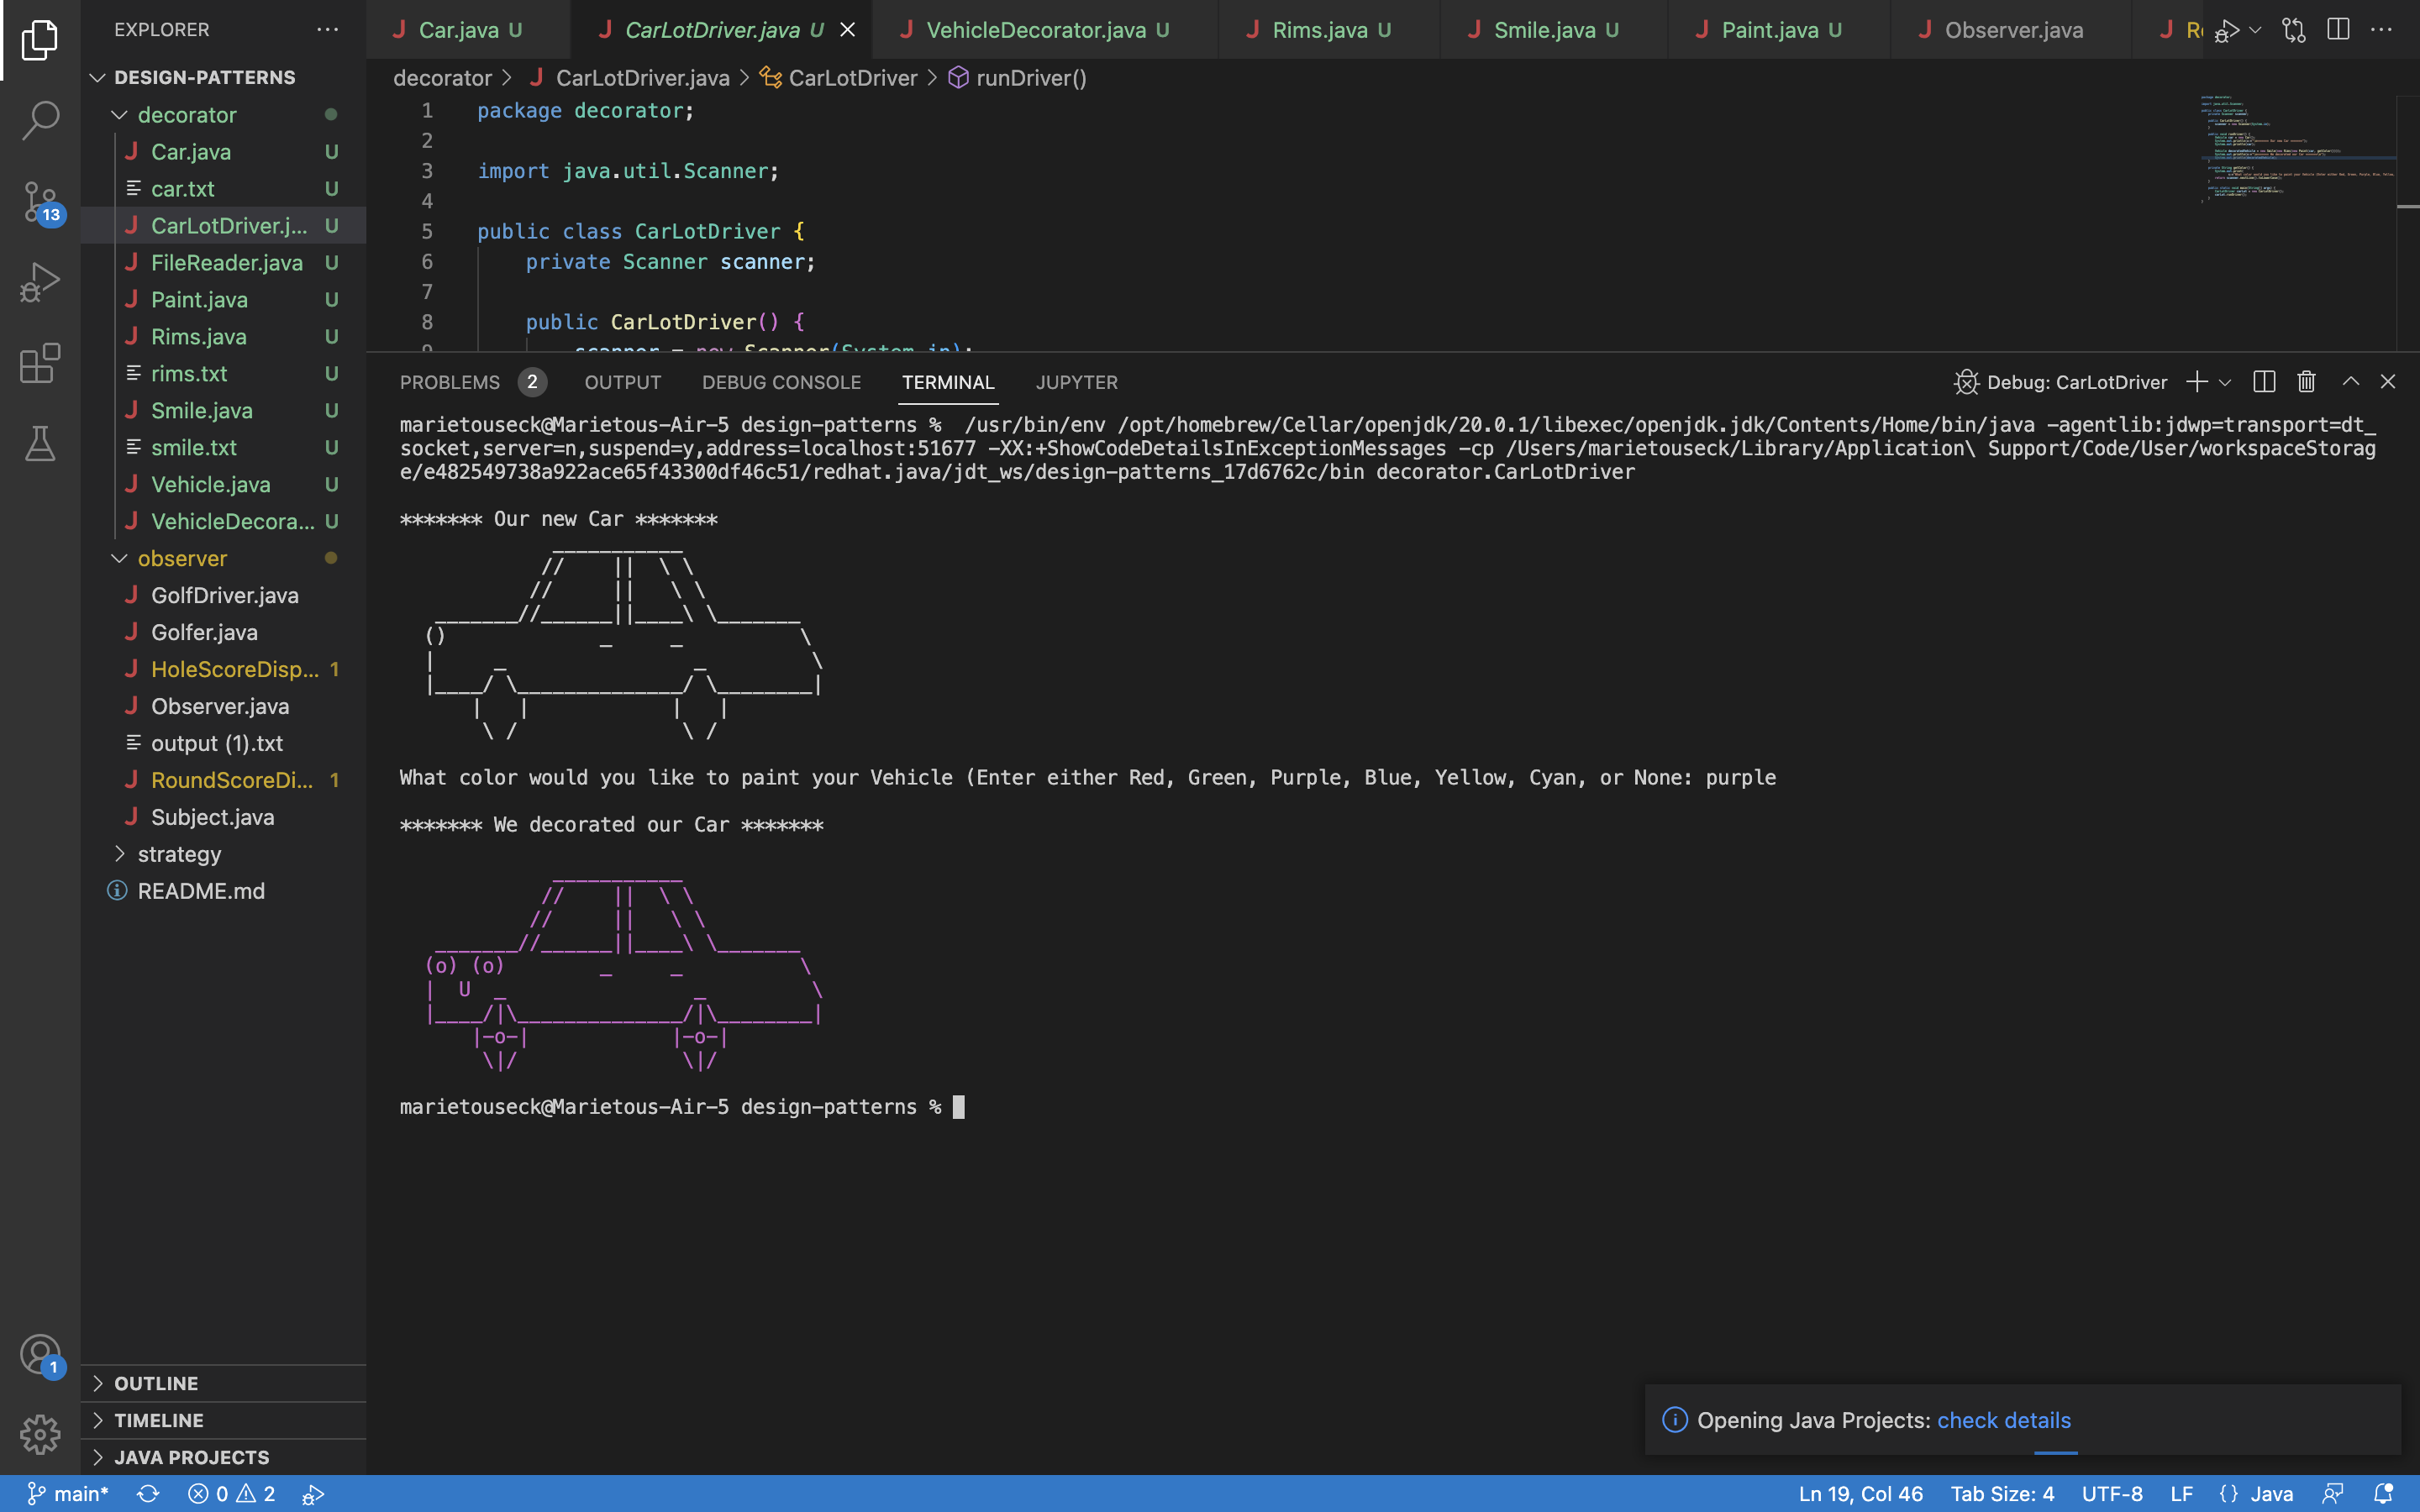 EXPLORER
DESIGN-PATTERNS
decorator
Car.java U
car.txt U
CarLotDriver.j... U
FileReader.java U
Paint.java U
Rims.java U
rims.txt U
Smile.java U
smile.txt U
Vehicle.java U
VehicleDecora... U
observer
GolfDriver.java
Golfer.java
HoleScoreDisp... 1
Observer.java
output (1).txt
RoundScoreDi... 1
Subject.java
strategy
README.md
OUTLINE
TIMELINE
JAVA PROJECTS
13
1
Car.java U CarLotDriver.java U VehicleDecorator.java U Rims.java U Smile.java U Paint.java U Observer.java
decorator > CarLotDriver.java > CarLotDriver > runDriver()
1 package decorator;
2
3 import java.util.Scanner;
4
5 public class CarLotDriver {
6     private Scanner scanner;
7
8     public CarLotDriver() {
9         scanner = new Scanner(System.in);
PROBLEMS 2 OUTPUT DEBUG CONSOLE TERMINAL JUPYTER
Debug: CarLotDriver
marietouseck@Marietous-Air-5 design-patterns %  /usr/bin/env /opt/homebrew/Cellar/openjdk/20.0.1/libexec/openjdk.jdk/Contents/Home/bin/java -agentlib:jdwp=transport=dt_
socket,server=n,suspend=y,address=localhost:51677 -XX:+ShowCodeDetailsInExceptionMessages -cp /Users/marietouseck/Library/Application\ Support/Code/User/workspaceStorag
e/e482549738a922ace65f43300df46c51/redhat.java/jdt_ws/design-patterns_17d6762c/bin decorator.CarLotDriver
******* Our new Car *******
             ___________
            //    ||  \ \
           //     ||   \ \
   _______//______||____\ \_______
  ()             _     _          \
  |     _                _         \
  |____/ \______________/ \________|
      |   |            |   |
       \ /              \ /
What color would you like to paint your Vehicle (Enter either Red, Green, Purple, Blue, Yellow, Cyan, or None: purple
******* We decorated our Car *******
             ___________
            //    ||  \ \
           //     ||   \ \
   _______//______||____\ \_______
  (o) (o)        _     _          \
  |  U  _                _         \
  |____/|\______________/|\________|
      |-o-|            |-o-|
       \|/              \|/
marietouseck@Marietous-Air-5 design-patterns %
Opening Java Projects: check details
main* 0 2
Ln 19, Col 46 Tab Size: 4 UTF-8 LF {} Java